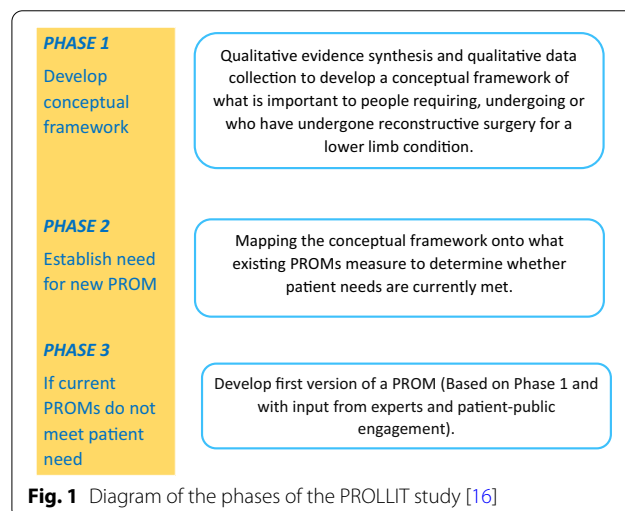 PHASE 1
Develop
conceptual
framework
Qualitative evidence synthesis and qualitative data
collection to develop a conceptual framework of
what is important to people requiring, undergoing or
who have undergone reconstructive surgery for a
lower limb condition.
PHASE 2
Establish need
for new PROM
Mapping the conceptual framework onto what
existing PROMs measure to determine whether
patient needs are currently met.
PHASE 3
If current
PROMs do not
meet patient
need
Develop first version of a PROM (Based on Phase 1 and
with input from experts and patient-public
engagement).
Fig. 1 Diagram of the phases of the PROLLIT study [16]